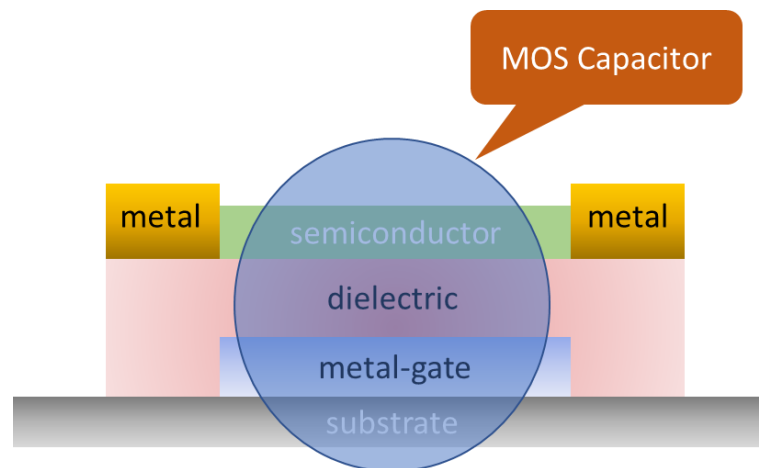 MOS Capacitor
metal
metal
semiconductor
dielectric
metal-gate
substrate